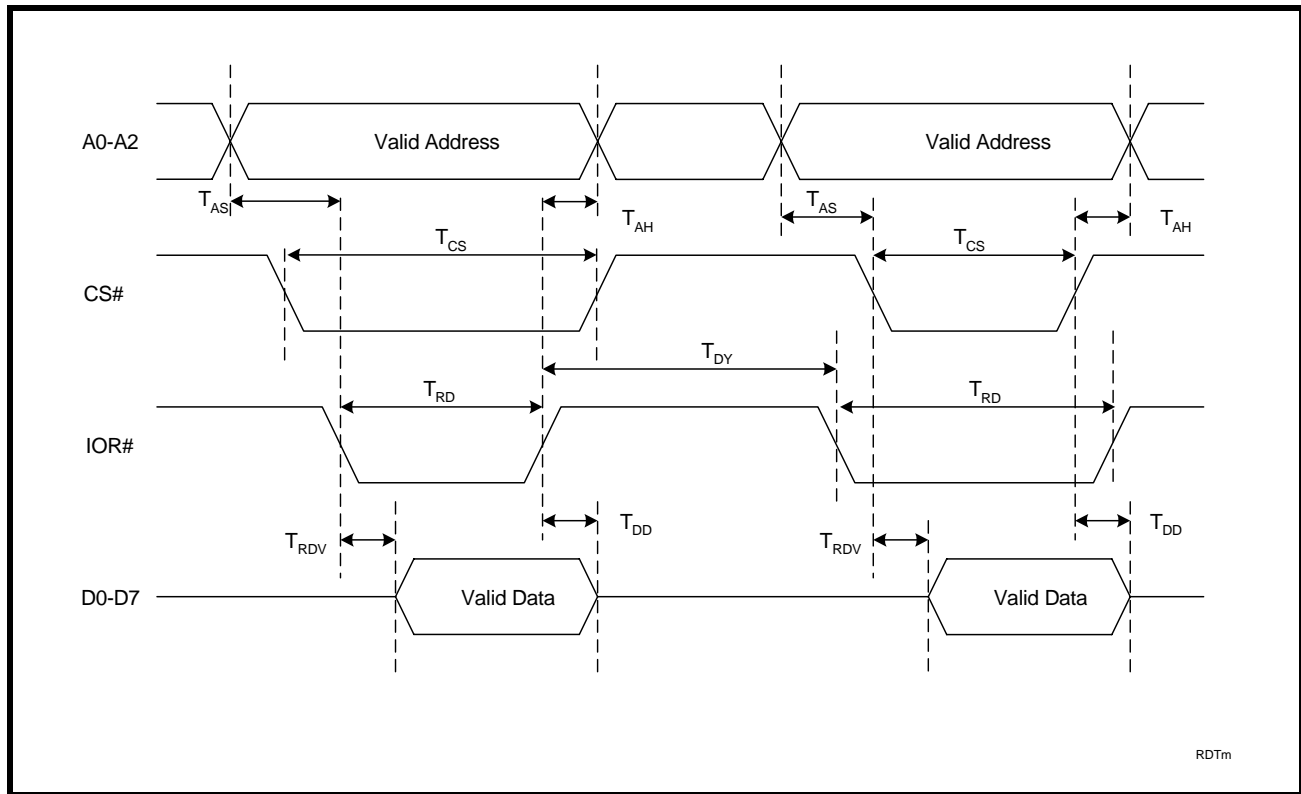 A0-A2
Valid Address
Valid Address
TAS
TAH
TAS
TAH
TCS
TCS
CS#
TDY
TRD
TRD
IOR#
TRDV
TDD
TRDV
TDD
D0-D7
Valid Data
Valid Data
RDTm